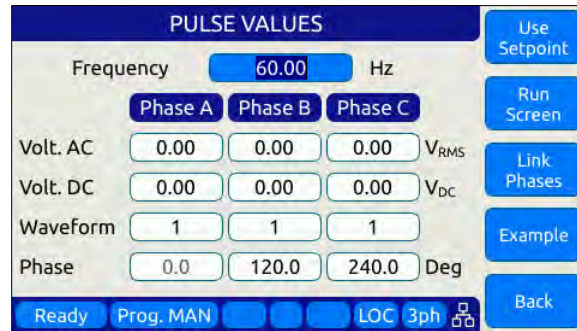 PULSE VALUES
Use
Setpoint
Frequency 60.00 Hz
Run
Screen
Phase A Phase B Phase C
Volt. AC 0.00 0.00 0.00 VRMS
Link
Phases
Volt. DC 0.00 0.00 0.00 VDC
Waveform 1 1 1
Example
Phase 0.0 120.0 240.0 Deg
Back
Ready Prog. MAN LOC 3ph